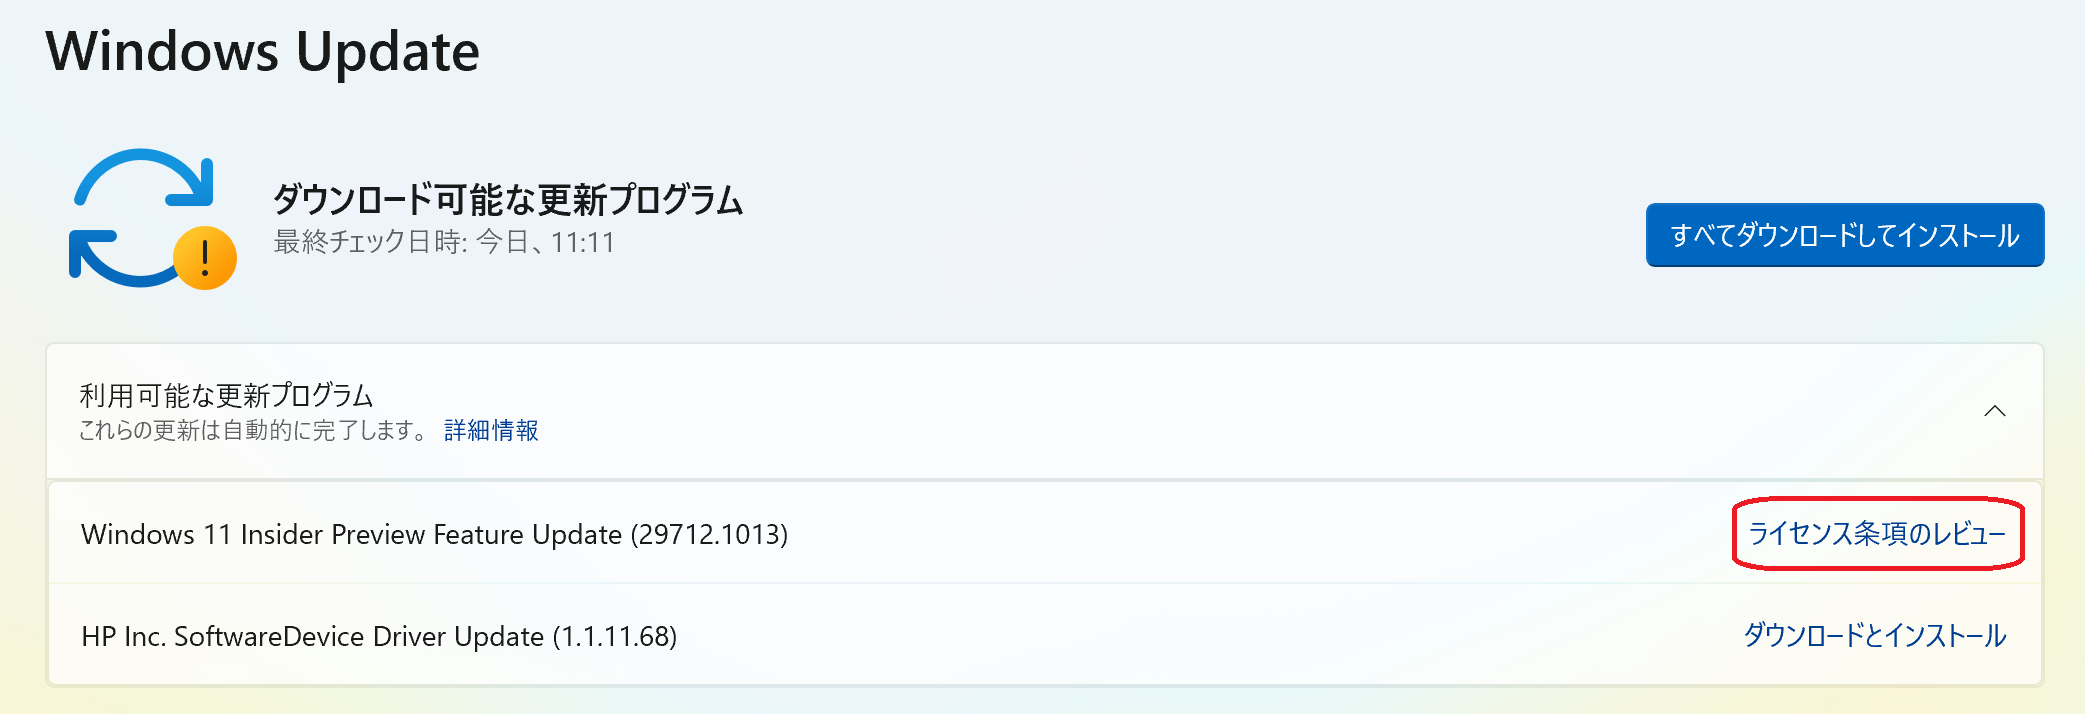 Windows Update
ダウンロード可能な更新プログラム
最終チェック日時: 今日、11:11
すべてダウンロードしてインストール
利用可能な更新プログラム
これらの更新は自動的に完了します。 詳細情報
Windows 11 Insider Preview Feature Update (29712.1013)
ライセンス条項のレビュー
HP Inc. SoftwareDevice Driver Update (1.1.11.68)
ダウンロードとインストール